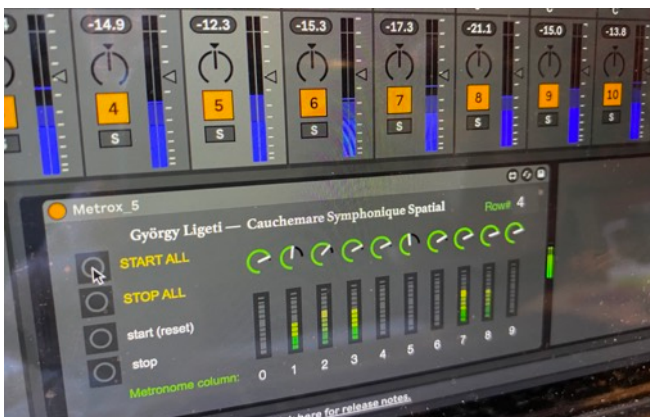 -14.9 -12.3 -15.3 -17.3 -21.1 -15.0 -13.8
4 5 6 7 8 9 10
S S S S S S S
Metrox_5
György Ligeti — Cauchemare Symphonique Spatial Row# 4
START ALL
STOP ALL
start (reset)
stop
Metronome column: 0 1 2 3 4 5 6 7 8 9
here for release notes.